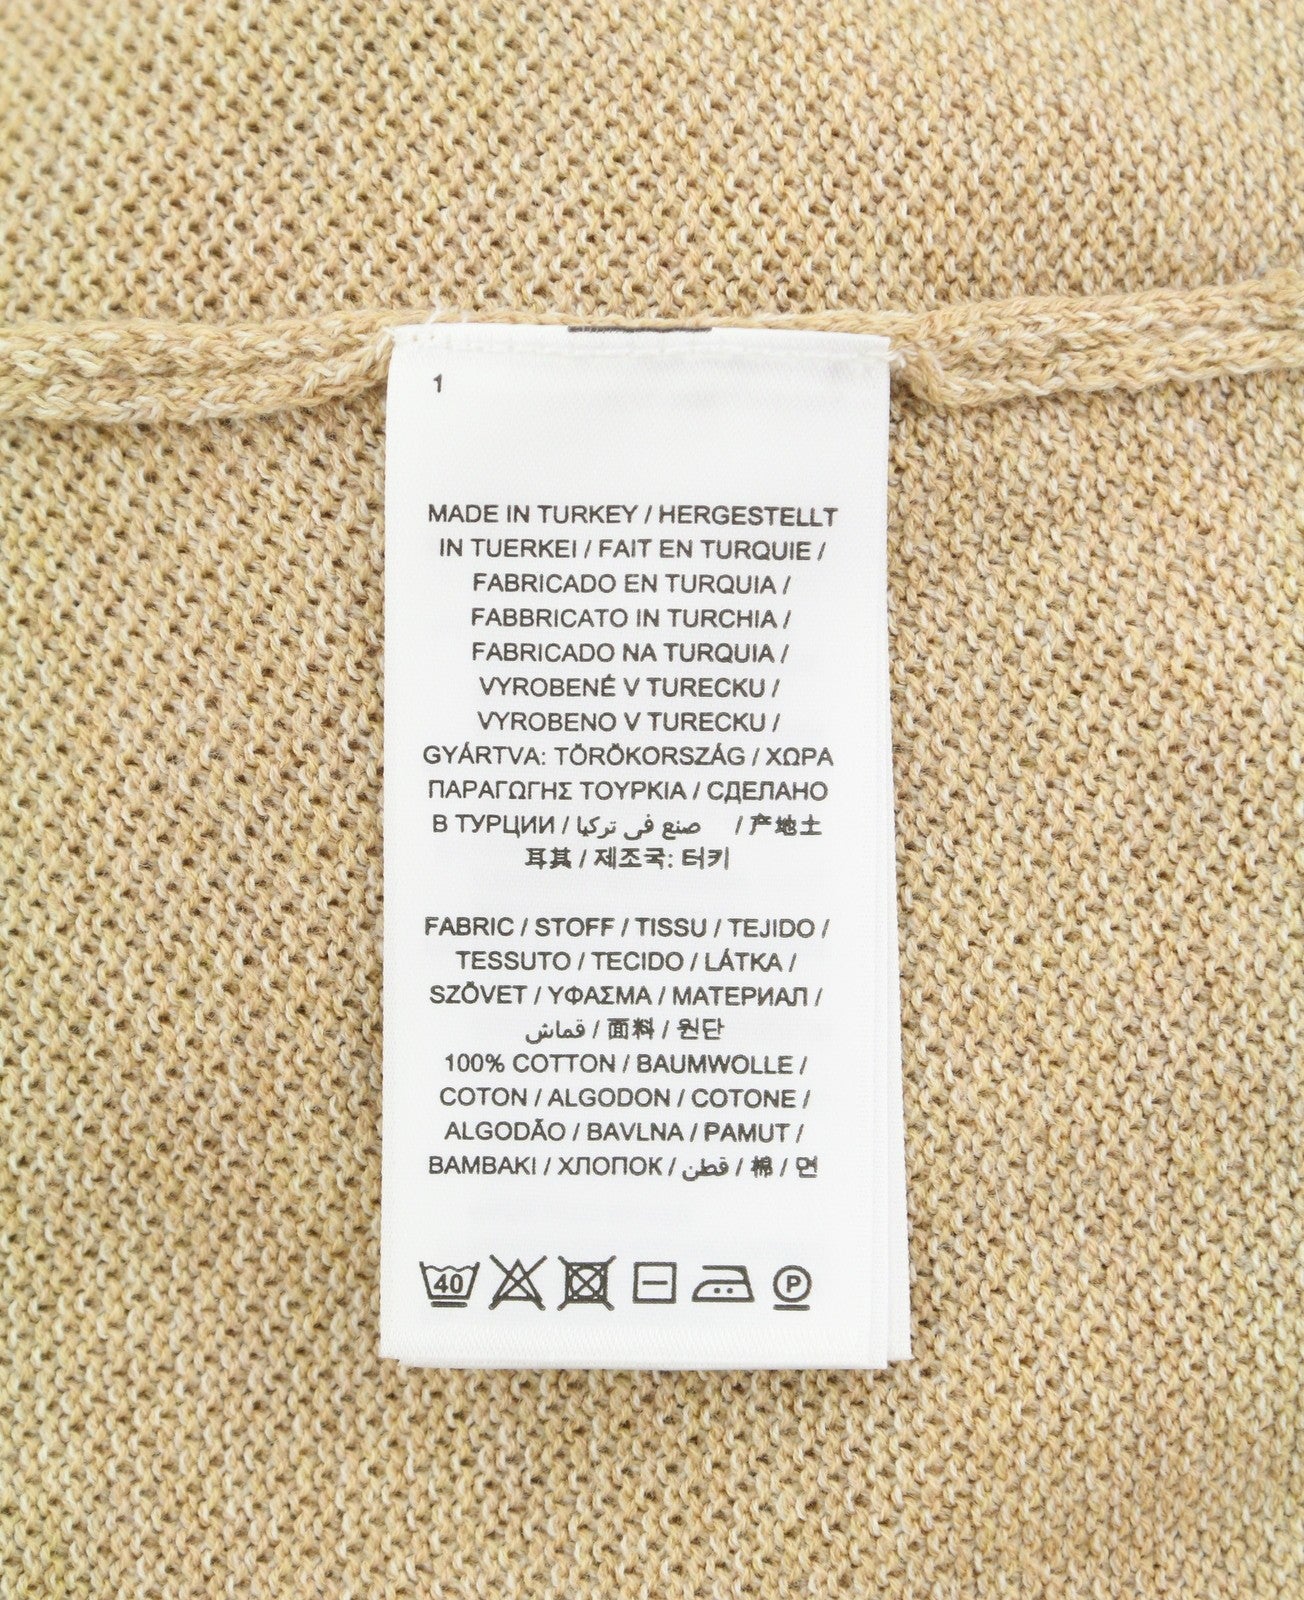 1
MADE IN TURKEY / HERGESTELLT
IN TUERKEI / FAIT EN TURQUIE /
FABRICADO EN TURQUIA /
FABBRICATO IN TURCHIA /
FABRICADO NA TURQUIA /
VYROBENÉ V TURECKU /
VYROBENO V TURECKU /
GYÁRTVA: TÖRÖKORSZÁG / ΧΩΡΑ
ΠΑΡΑΓΩΓΗΣ ΤΟΥΡΚΙΑ / СДЕЛАНО
В ТУРЦИИ / صنع في تركيا / 产地土
耳其 / 제조국: 터키
FABRIC / STOFF / TISSU / TEJIDO /
TESSUTO / TECIDO / LÁTKA /
SZÖVET / ΥΦΑΣΜΑ / МАТЕРИАЛ /
قماش / 面料 / 원단
100% COTTON / BAUMWOLLE /
COTON / ALGODON / COTONE /
ALGODÃO / BAVLNA / PAMUT /
ΒΑΜΒΑΚΙ / ХЛОПОК / قطن / 棉 / 면
40 P